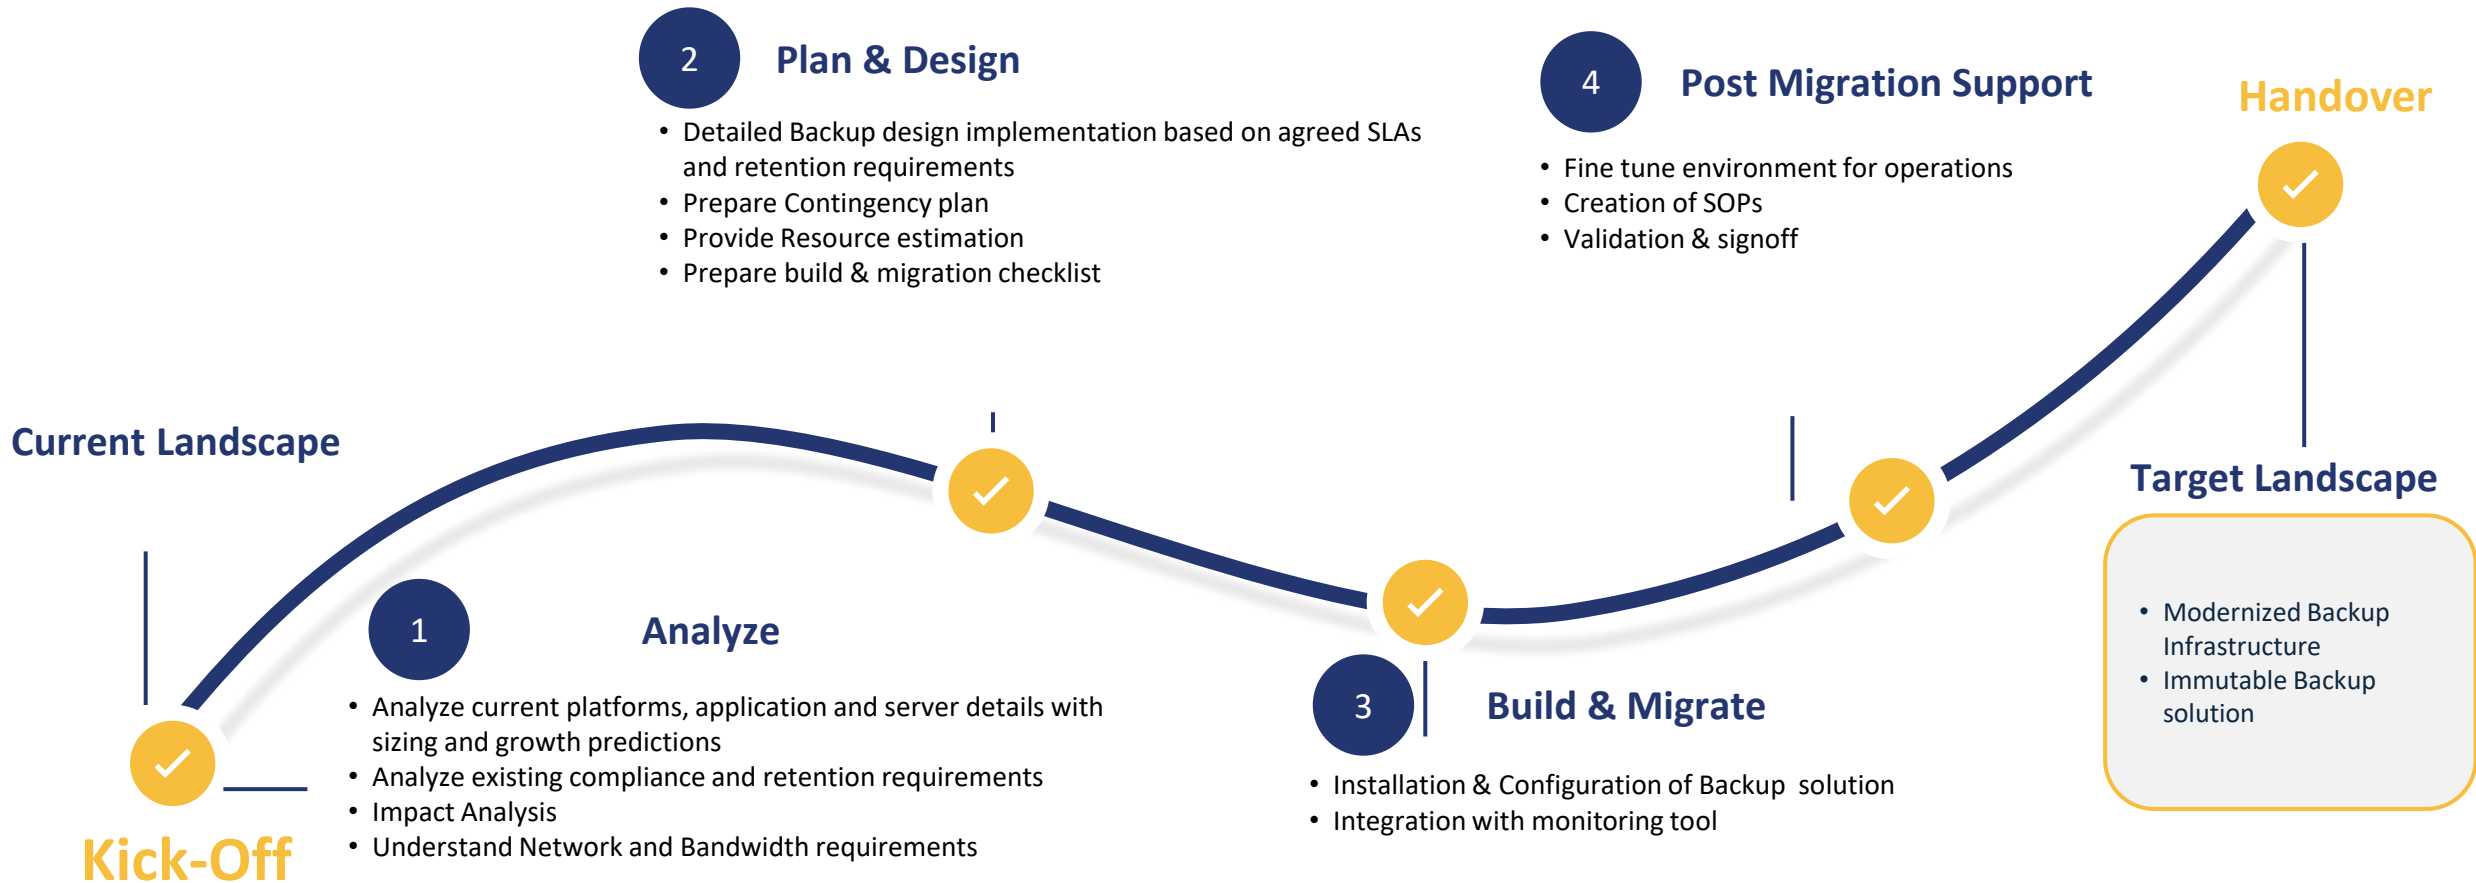 2
Plan & Design
• Detailed Backup design implementation based on agreed SLAs
and retention requirements
• Prepare Contingency plan
• Provide Resource estimation
• Prepare build & migration checklist
4
Post Migration Support
• Fine tune environment for operations
• Creation of SOPs
• Validation & signoff
Handover
Current Landscape
Target Landscape
• Modernized Backup
Infrastructure
• Immutable Backup
solution
1
Analyze
• Analyze current platforms, application and server details with
sizing and growth predictions
• Analyze existing compliance and retention requirements
• Impact Analysis
• Understand Network and Bandwidth requirements
3
Build & Migrate
• Installation & Configuration of Backup  solution
• Integration with monitoring tool
Kick-Off